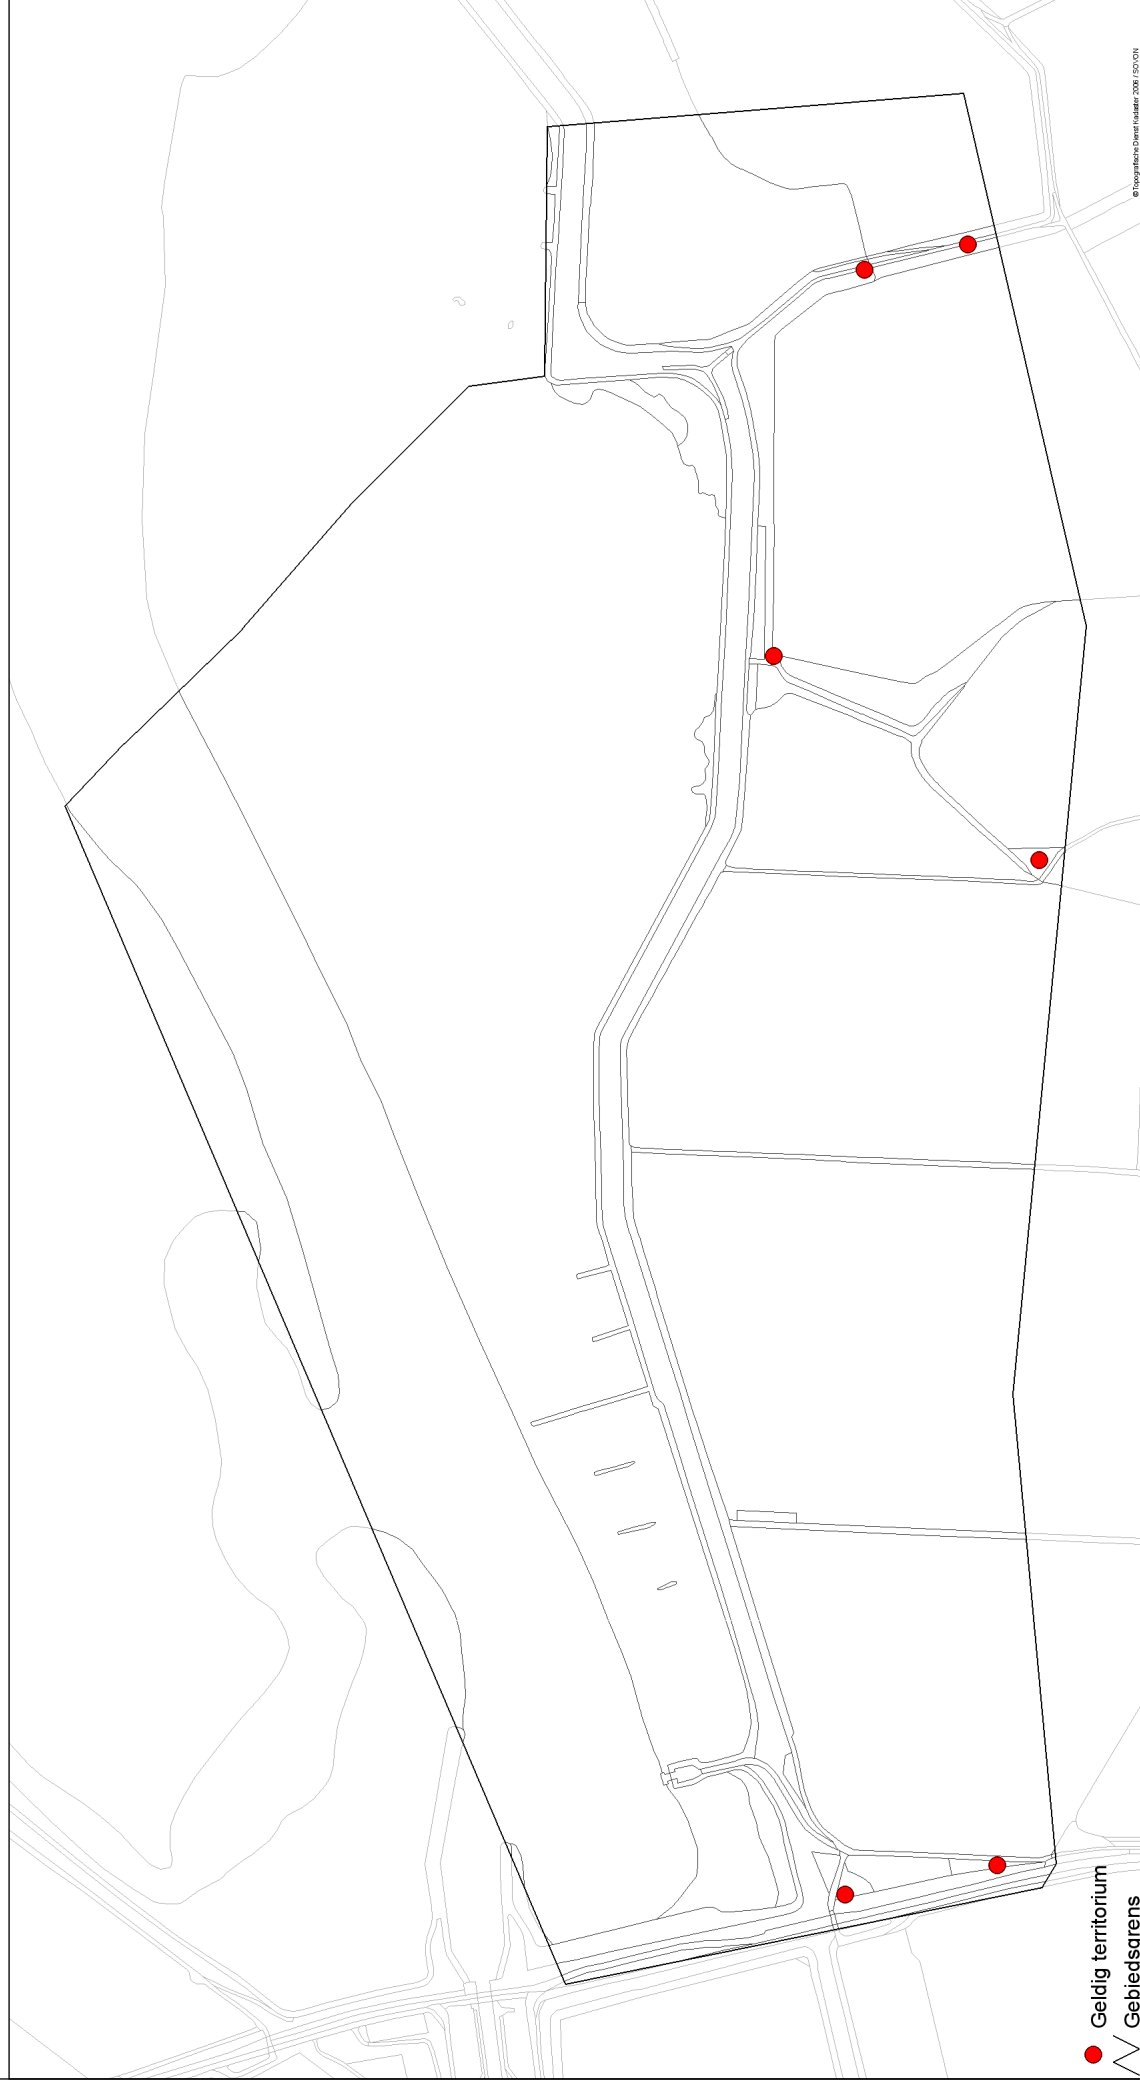 © Topografische Dienst Kadaster 2006 / SOVON
Geldig territorium
Gebiedsgrens